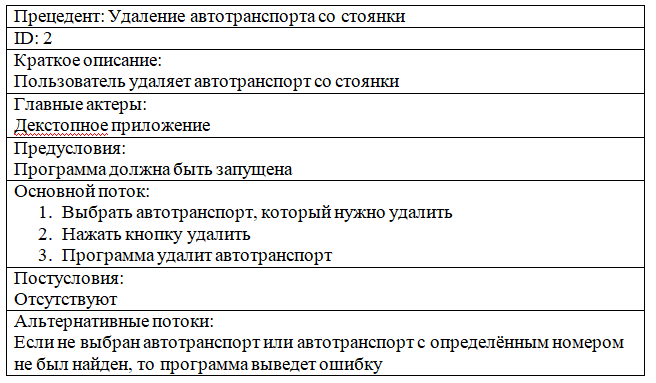 Прецедент: Удаление автотранспорта со стоянки
ID: 2
Краткое описание:
Пользователь удаляет автотранспорт со стоянки
Главные актеры:
Декстопное приложение
Предусловия:
Программа должна быть запущена
Основной поток:
1. Выбрать автотранспорт, который нужно удалить
2. Нажать кнопку удалить
3. Программа удалит автотранспорт
Постусловия:
Отсутствуют
Альтернативные потоки:
Если не выбран автотранспорт или автотранспорт с определённым номером
не был найден, то программа выведет ошибку